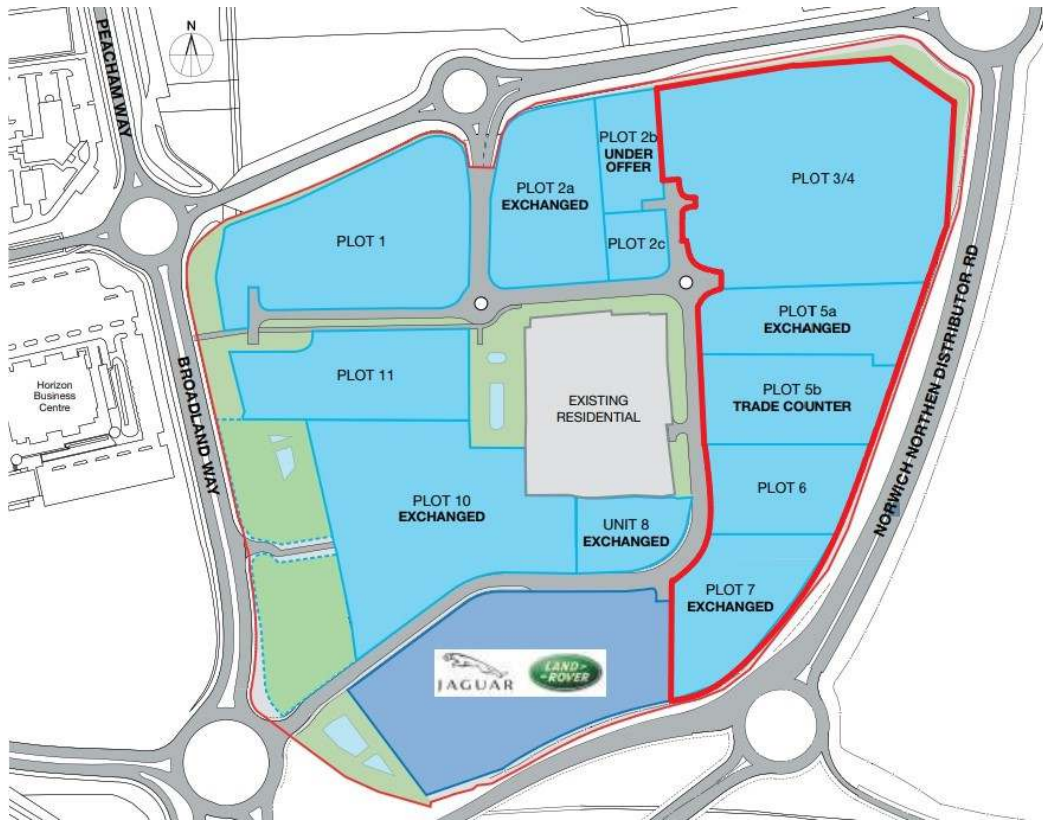 PEACHAM WAY
N
PLOT 2b
UNDER
OFFER
PLOT 2a
EXCHANGED
PLOT 3/4
PLOT 1
PLOT 2c
PLOT 5a
EXCHANGED
BROADLAND WAY
Horizon
Business
Centre
PLOT 11
EXISTING
RESIDENTIAL
PLOT 5b
TRADE COUNTER
NORWICH NORTHEN DISTRIBUTOR RD
PLOT 10
EXCHANGED
PLOT 6
UNIT 8
EXCHANGED
PLOT 7
EXCHANGED
JAGUAR
LAND-
-ROVER